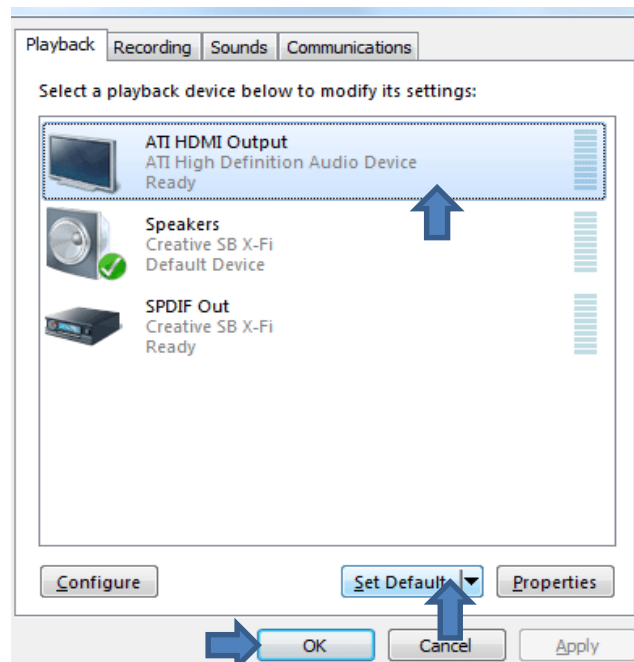 Playback Recording Sounds Communications
Select a playback device below to modify its settings:
ATI HDMI Output
ATI High Definition Audio Device
Ready
Speakers
Creative SB X-Fi
Default Device
SPDIF Out
Creative SB X-Fi
Ready
Configure Set Default Properties
OK Cancel Apply